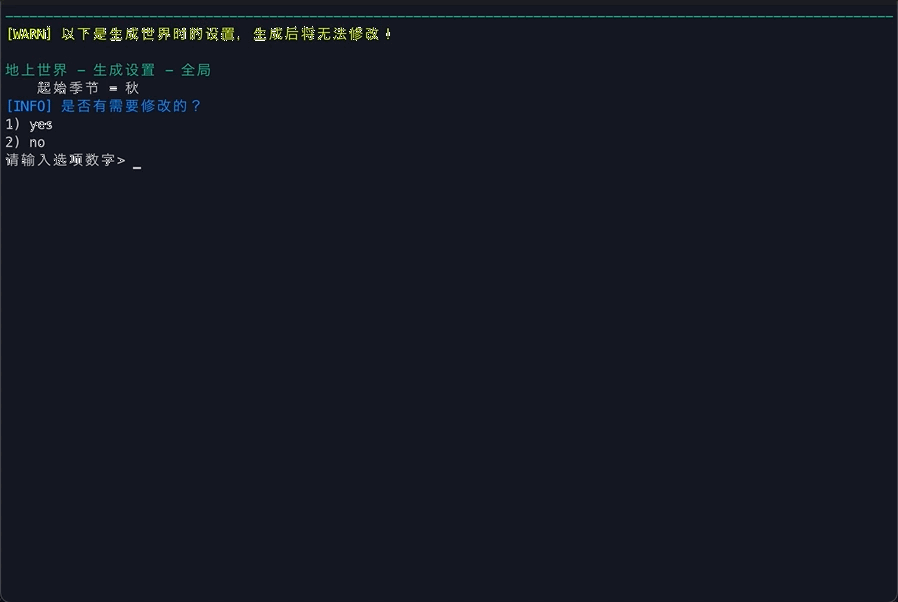 [WARN] 以下是生成世界时的设置, 生成后将无法修改!
地上世界 - 生成设置 - 全局
起始季节 = 秋
[INFO] 是否有需要修改的?
1) yes
2) no
请输入选项数字> _